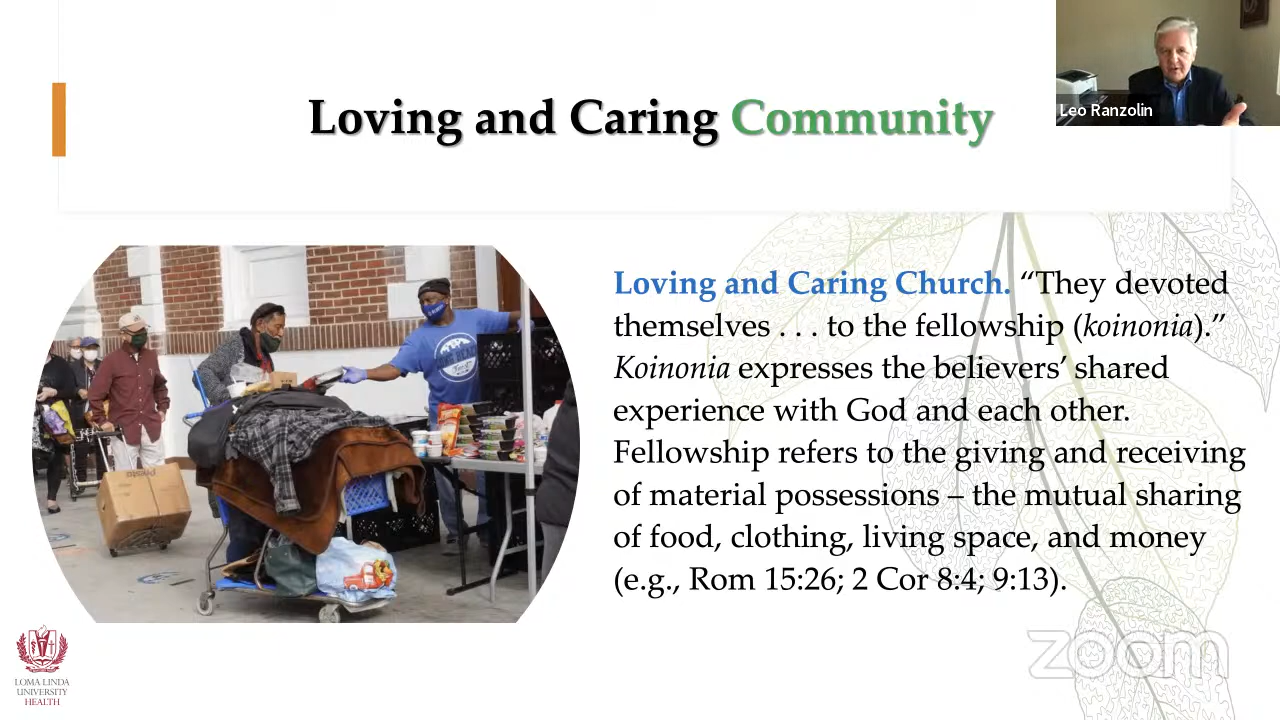 Loving and Caring Community
Leo Ranzolin
Loving and Caring Church. “They devoted
themselves . . . to the fellowship (koinonia).”
Koinonia expresses the believers’ shared
experience with God and each other.
Fellowship refers to the giving and receiving
of material possessions – the mutual sharing
of food, clothing, living space, and money
(e.g., Rom 15:26; 2 Cor 8:4; 9:13).
zoom
LOMA LINDA
UNIVERSITY
HEALTH